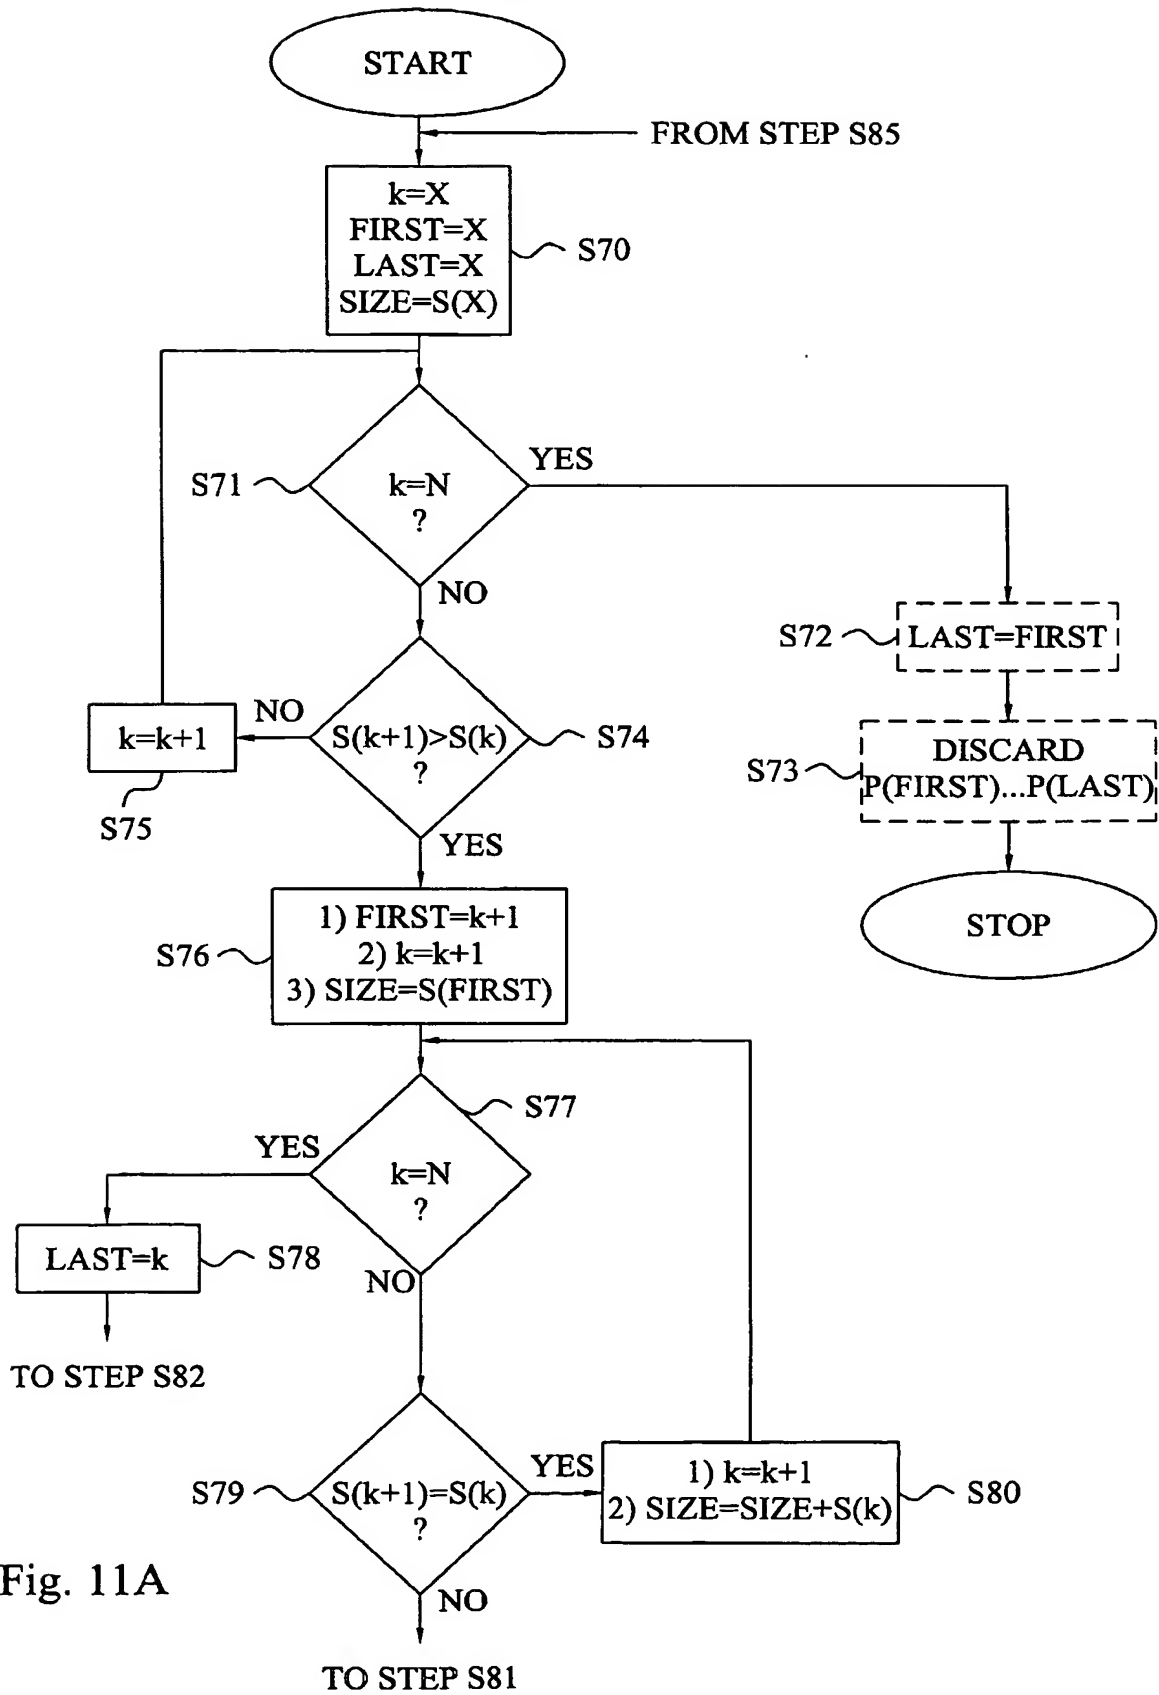 START
FROM STEP S85
k=X
FIRST=X
LAST=X
SIZE=S(X)
S70
S71
k=N
?
YES
NO
S72
LAST=FIRST
S73
DISCARD
P(FIRST)...P(LAST)
STOP
S(k+1)>S(k)
?
S74
NO
k=k+1
S75
YES
S76
1) FIRST=k+1
2) k=k+1
3) SIZE=S(FIRST)
S77
YES
k=N
?
LAST=k
S78
NO
TO STEP S82
S79
S(k+1)=S(k)
?
YES
1) k=k+1
2) SIZE=SIZE+S(k)
S80
NO
TO STEP S81
Fig. 11A